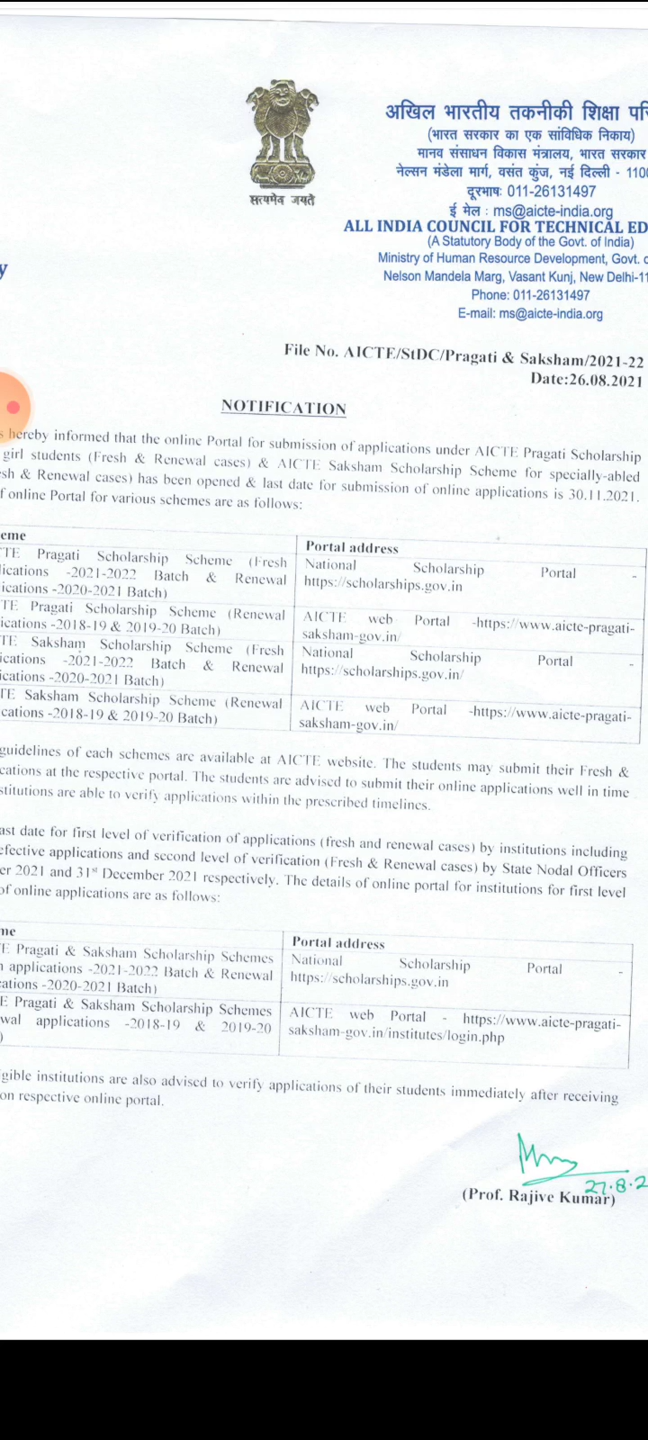 सत्यमेव जयते
अखिल भारतीय तकनीकी शिक्षा परि
(भारत सरकार का एक सांविधिक निकाय)
मानव संसाधन विकास मंत्रालय, भारत सरकार
नेल्सन मंडेला मार्ग, वसंत कुंज, नई दिल्ली - 1100
दूरभाष: 011-26131497
ई मेल : ms@aicte-india.org
ALL INDIA COUNCIL FOR TECHNICAL ED
(A Statutory Body of the Govt. of India)
Ministry of Human Resource Development, Govt. o
y
Nelson Mandela Marg, Vasant Kunj, New Delhi-11
Phone: 011-26131497
E-mail: ms@aicte-india.org
File No. AICTE/StDC/Pragati & Saksham/2021-22
Date:26.08.2021
NOTIFICATION
s hereby informed that the online Portal for submission of applications under AICTE Pragati Scholarship
girl students (Fresh & Renewal cases) & AICTE Saksham Scholarship Scheme for specially-abled
sh & Renewal cases) has been opened & last date for submission of online applications is 30.11.2021.
f online Portal for various schemes are as follows:
eme
Portal address
TE Pragati Scholarship Scheme (Fresh
ications -2021-2022 Batch & Renewal
ications -2020-2021 Batch)
National Scholarship Portal -
https://scholarships.gov.in
TE Pragati Scholarship Scheme (Renewal
ications -2018-19 & 2019-20 Batch)
AICTE web Portal -https://www.aicte-pragati-
saksham-gov.in/
TE Saksham Scholarship Scheme (Fresh
ications -2021-2022 Batch & Renewal
ications -2020-2021 Batch)
National Scholarship Portal -
https://scholarships.gov.in/
TE Saksham Scholarship Scheme (Renewal
cations -2018-19 & 2019-20 Batch)
AICTE web Portal -https://www.aicte-pragati-
saksham-gov.in/
guidelines of each schemes are available at AICTE website. The students may submit their Fresh &
cations at the respective portal. The students are advised to submit their online applications well in time
stitutions are able to verify applications within the prescribed timelines.
ast date for first level of verification of applications (fresh and renewal cases) by institutions including
efective applications and second level of verification (Fresh & Renewal cases) by State Nodal Officers
er 2021 and 31st December 2021 respectively. The details of online portal for institutions for first level
of online applications are as follows:
me
Portal address
E Pragati & Saksham Scholarship Schemes
n applications -2021-2022 Batch & Renewal
ations -2020-2021 Batch)
National Scholarship Portal -
https://scholarships.gov.in
E Pragati & Saksham Scholarship Schemes
wal applications -2018-19 & 2019-20
)
AICTE web Portal - https://www.aicte-pragati-
saksham-gov.in/institutes/login.php
gible institutions are also advised to verify applications of their students immediately after receiving
on respective online portal.
27.8.2
(Prof. Rajive Kumar)